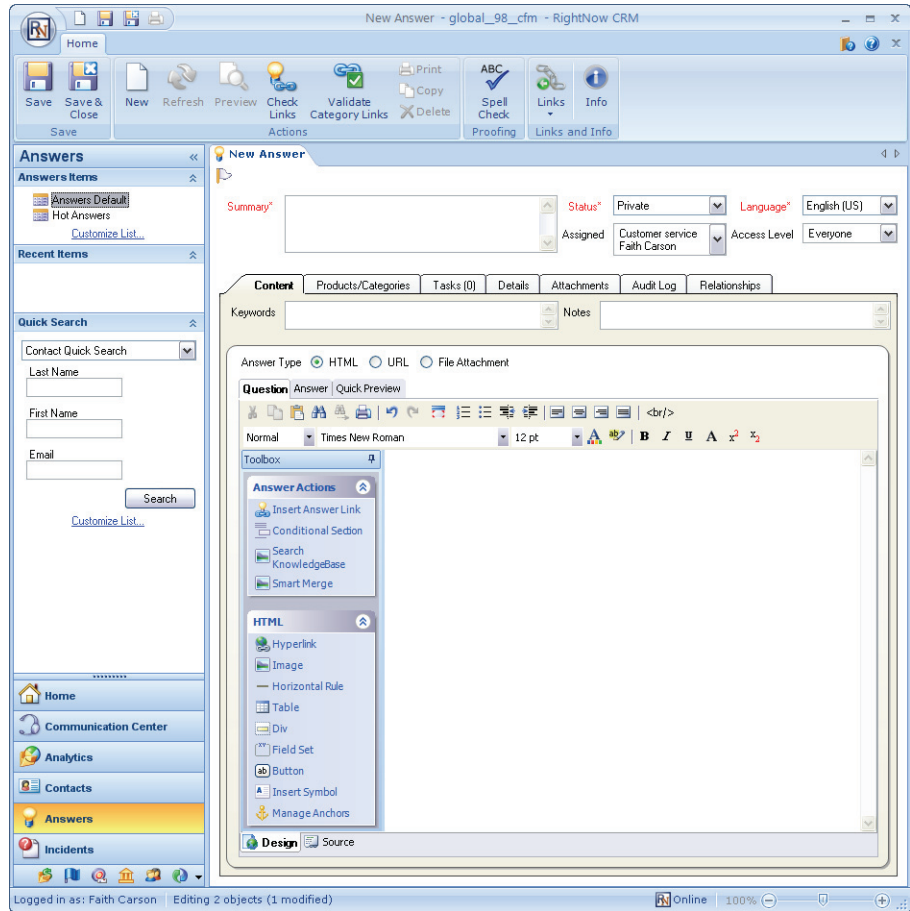 New Answer - global_98_cfm - RightNow CRM
RN
Home
Save
Save & Close
New
Refresh
Preview
Check Links
Validate Category Links
Print
Copy
Delete
ABC
Spell Check
Links
Info
Save
Actions
Proofing
Links and Info
Answers
Answers Items
Answers Default
Hot Answers
Customize List...
Recent Items
Quick Search
Contact Quick Search
Last Name
First Name
Email
Search
Customize List...
Home
Communication Center
Analytics
Contacts
Answers
Incidents
New Answer
Summary*
Status*
Private
Language*
English (US)
Assigned
Customer service
Faith Carson
Access Level
Everyone
Content
Products/Categories
Tasks (0)
Details
Attachments
Audit Log
Relationships
Keywords
Notes
Answer Type
HTML
URL
File Attachment
Question
Answer
Quick Preview
<br/>
Normal
Times New Roman
12 pt
A
ab
B
I
U
A
x2
x2
Toolbox
Answer Actions
Insert Answer Link
Conditional Section
Search KnowledgeBase
Smart Merge
HTML
Hyperlink
Image
Horizontal Rule
Table
Div
Field Set
Button
Insert Symbol
Manage Anchors
Design
Source
Logged in as: Faith Carson
Editing 2 objects (1 modified)
RN
Online
100%